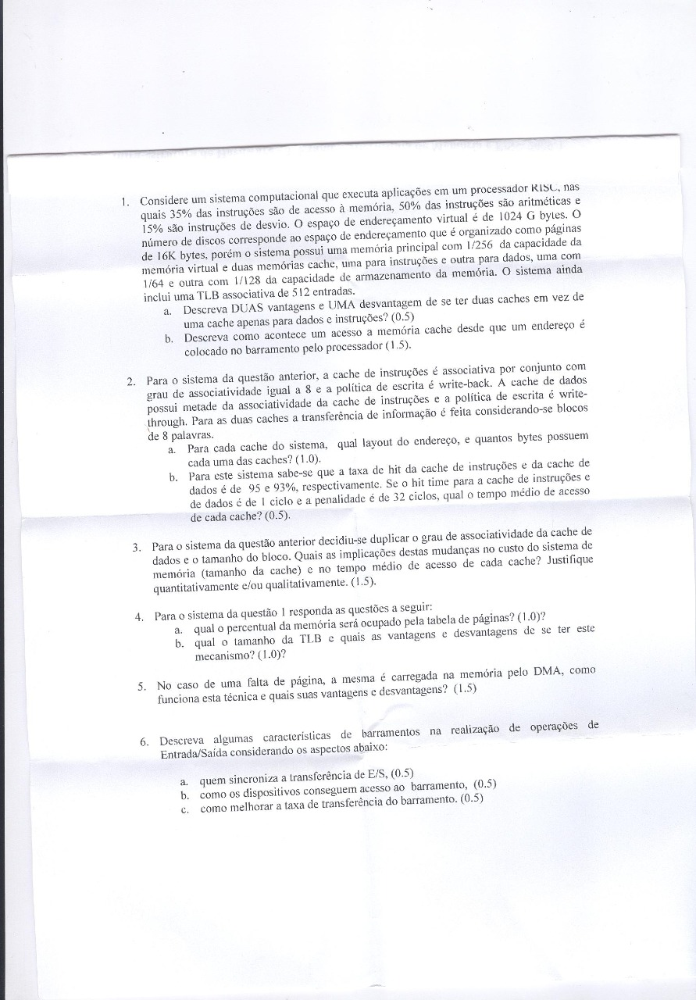 1. Considere um sistema computacional que executa aplicações em um processador RISC, nas
quais 35% das instruções são de acesso à memória, 50% das instruções são aritméticas e
15% são instruções de desvio. O espaço de endereçamento virtual é de 1024 G bytes. O
número de discos corresponde ao espaço de endereçamento que é organizado como páginas
de 16K bytes, porém o sistema possui uma memória principal com 1/256 da capacidade da
memória virtual e duas memórias cache, uma para instruções e outra para dados, uma com
1/64 e outra com 1/128 da capacidade de armazenamento da memória. O sistema ainda
inclui uma TLB associativa de 512 entradas.
a. Descreva DUAS vantagens e UMA desvantagem de se ter duas caches em vez de
uma cache apenas para dados e instruções? (0.5)
b. Descreva como acontece um acesso a memória cache desde que um endereço é
colocado no barramento pelo processador (1.5).
2. Para o sistema da questão anterior, a cache de instruções é associativa por conjunto com
grau de associatividade igual a 8 e a política de escrita é write-back. A cache de dados
possui metade da associatividade da cache de instruções e a política de escrita é write-
through. Para as duas caches a transferência de informação é feita considerando-se blocos
de 8 palavras.
a. Para cada cache do sistema, qual layout do endereço, e quantos bytes possuem
cada uma das caches? (1.0).
b. Para este sistema sabe-se que a taxa de hit da cache de instruções e da cache de
dados é de 95 e 93%, respectivamente. Se o hit time para a cache de instruções e
de dados é de 1 ciclo e a penalidade é de 32 ciclos, qual o tempo médio de acesso
de cada cache? (0.5).
3. Para o sistema da questão anterior decidiu-se duplicar o grau de associatividade da cache de
dados e o tamanho do bloco. Quais as implicações destas mudanças no custo do sistema de
memória (tamanho da cache) e no tempo médio de acesso de cada cache? Justifique
quantitativamente e/ou qualitativamente. (1.5).
4. Para o sistema da questão 1 responda as questões a seguir:
a. qual o percentual da memória será ocupado pela tabela de páginas? (1.0)?
b. qual o tamanho da TLB e quais as vantagens e desvantagens de se ter este
mecanismo? (1.0)?
5. No caso de uma falta de página, a mesma é carregada na memória pelo DMA, como
funciona esta técnica e quais suas vantagens e desvantagens? (1.5)
6. Descreva algumas características de barramentos na realização de operações de
Entrada/Saída considerando os aspectos abaixo:
a. quem sincroniza a transferência de E/S, (0.5)
b. como os dispositivos conseguem acesso ao barramento, (0.5)
c. como melhorar a taxa de transferência do barramento. (0.5)